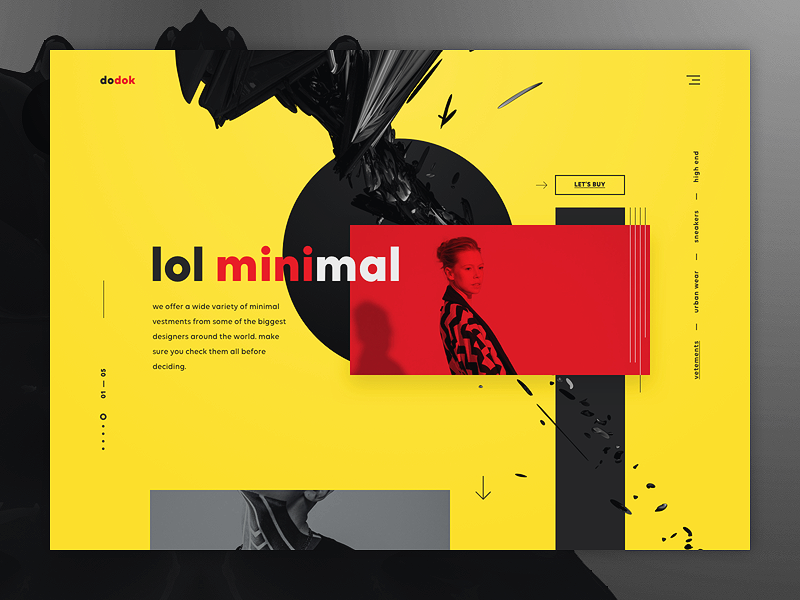 dodok
LET'S BUY
lol minimal
we offer a wide variety of minimal
vestments from some of the biggest
designers around the world. make
sure you check them all before
deciding.
01 — 05
vetements — urban wear — sneakers — high end